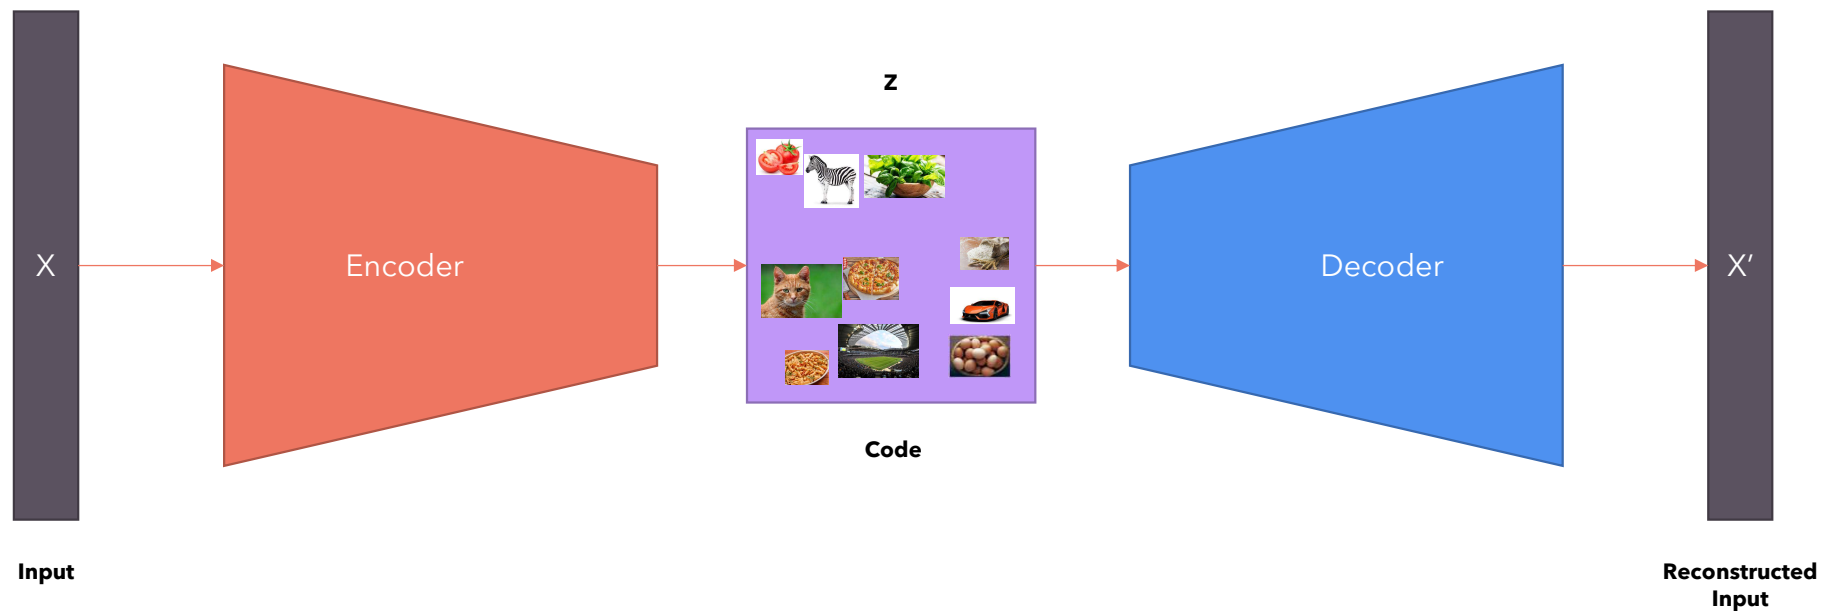 X
Encoder
Z
Code
Decoder
X’
Input
Reconstructed
Input